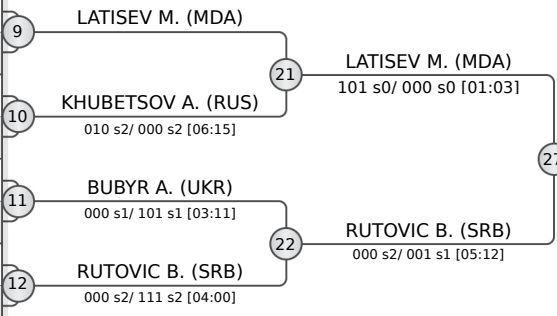 9
LATISEV M. (MDA)
10
KHUBETSOV A. (RUS)
010 s2/ 000 s2 [06:15]
21
LATISEV M. (MDA)
101 s0/ 000 s0 [01:03]
11
BUBYR A. (UKR)
000 s1/ 101 s1 [03:11]
12
RUTOVIC B. (SRB)
000 s2/ 111 s2 [04:00]
22
RUTOVIC B. (SRB)
000 s2/ 001 s1 [05:12]
27